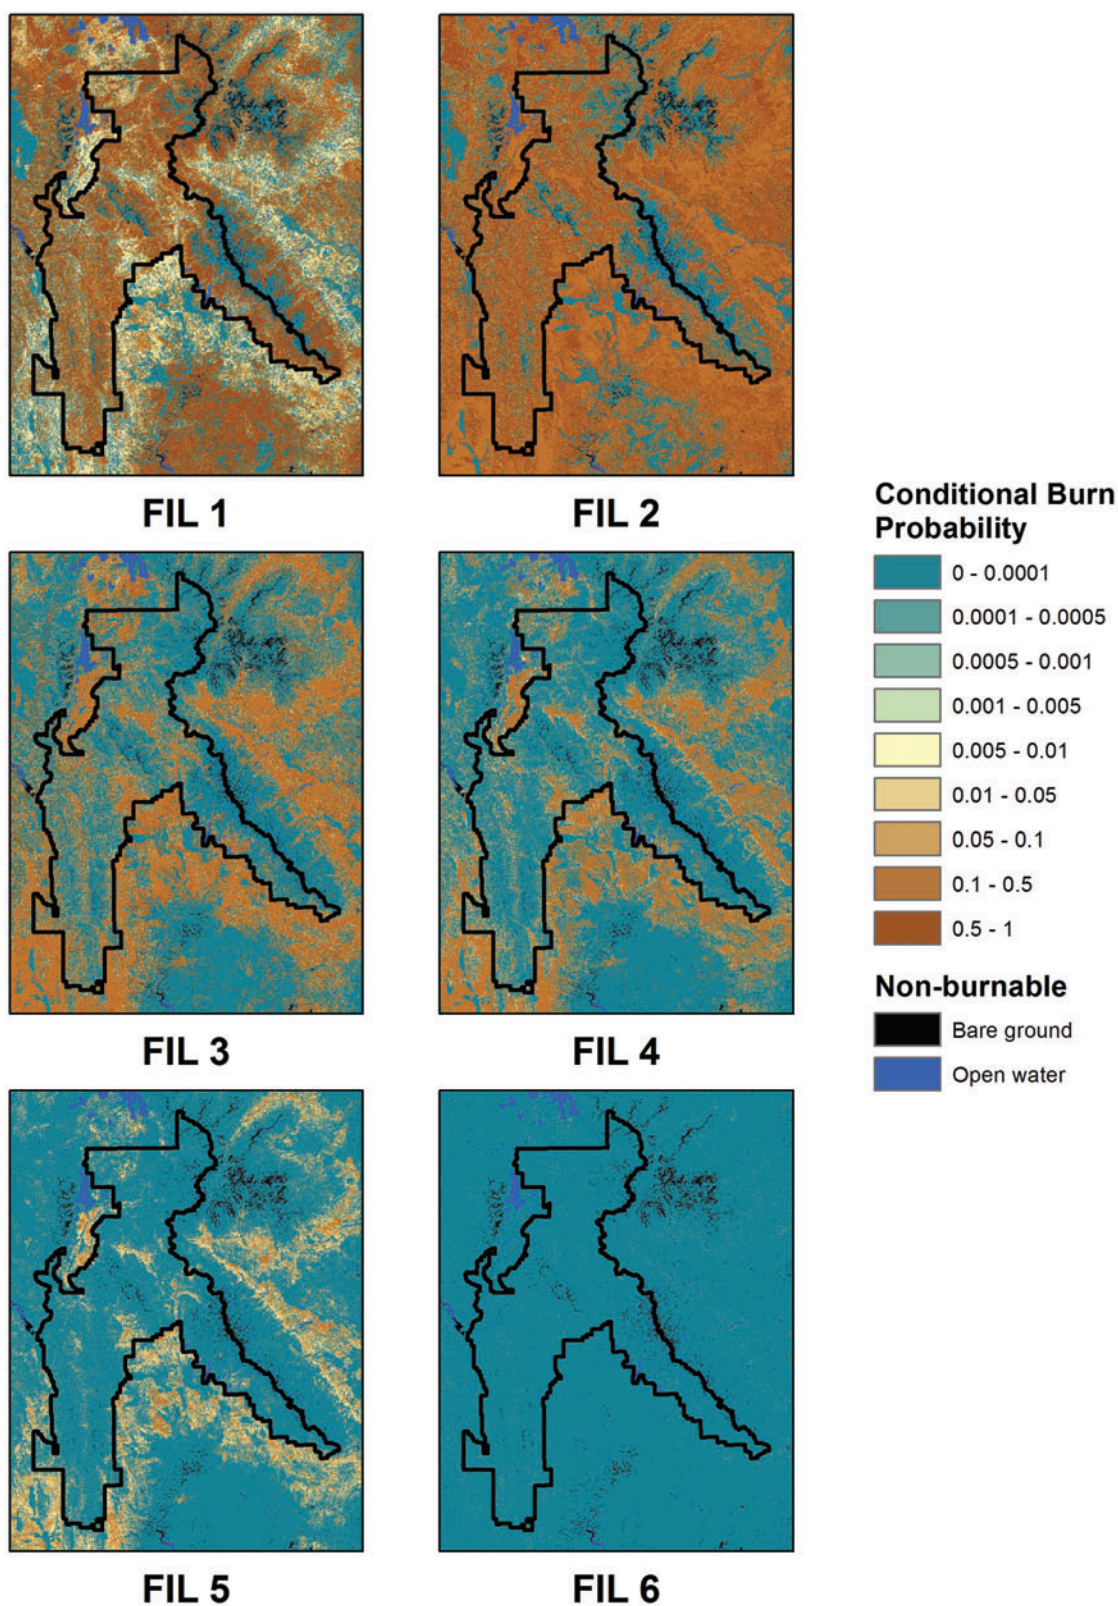 FIL 1
FIL 2
Conditional Burn
Probability
0 - 0.0001
0.0001 - 0.0005
0.0005 - 0.001
0.001 - 0.005
0.005 - 0.01
0.01 - 0.05
0.05 - 0.1
0.1 - 0.5
0.5 - 1
Non-burnable
Bare ground
Open water
FIL 3
FIL 4
FIL 5
FIL 6